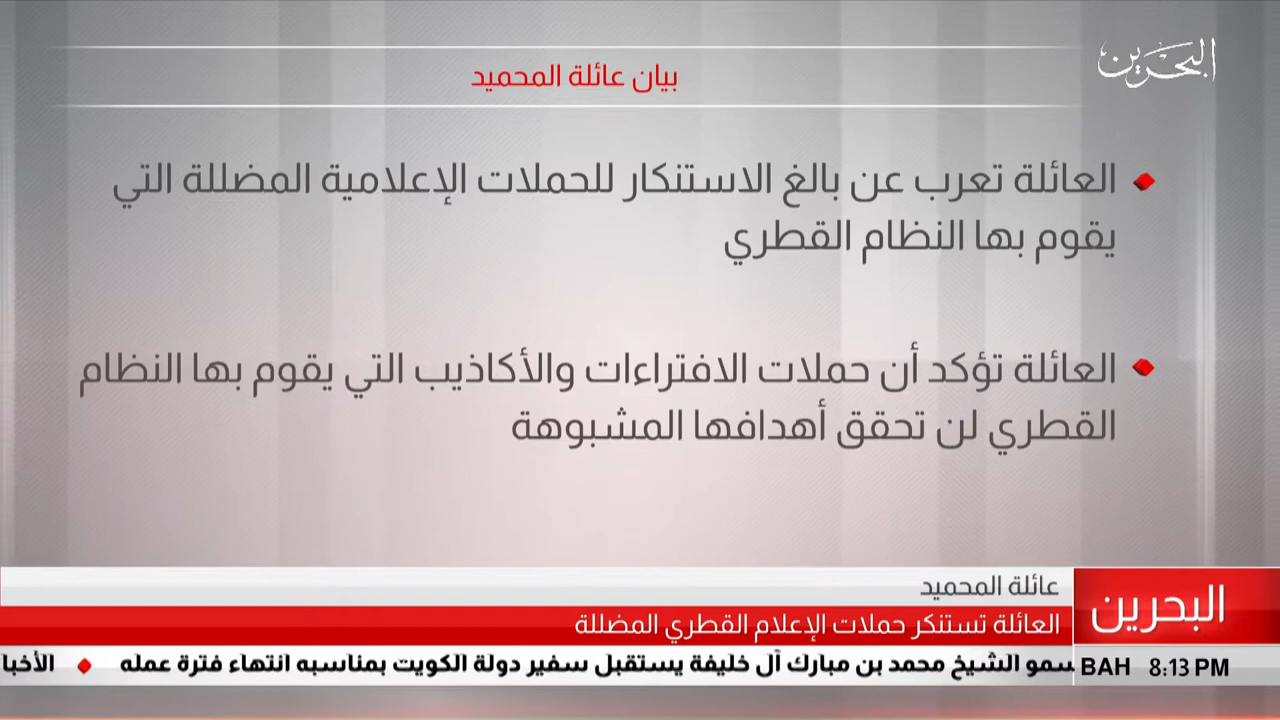 البحرين
بيان عائلة المحميد
العائلة تعرب عن بالغ الاستنكار للحملات الإعلامية المضللة التي
يقوم بها النظام القطري
العائلة تؤكد أن حملات الافتراءات والأكاذيب التي يقوم بها النظام
القطري لن تحقق أهدافها المشبوهة
عائلة المحميد
البحرين
العائلة تستنكر حملات الإعلام القطري المضللة
BAH 8:13 PM
سمو الشيخ محمد بن مبارك آل خليفة يستقبل سفير دولة الكويت بمناسبه انتهاء فترة عمله ♦ الأخبا